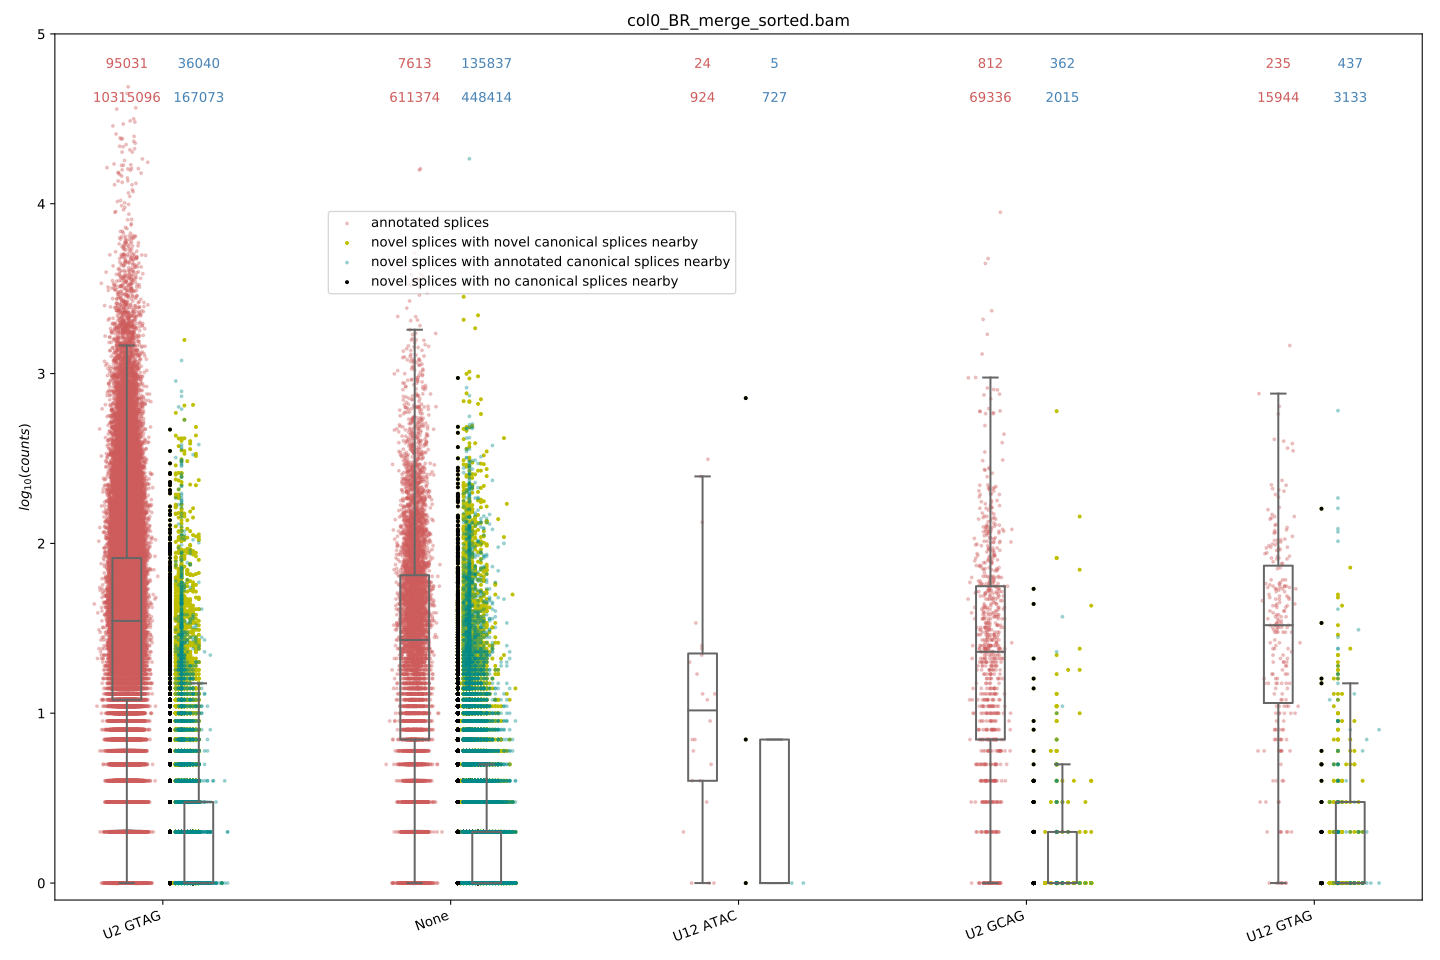 col0_BR_merge_sorted.bam
5
95031 36040 7613 135837 24 5 812 362 235 437
10315096 167073 611374 448414 924 727 69336 2015 15944 3133
4
annotated splices
novel splices with novel canonical splices nearby
novel splices with annotated canonical splices nearby
novel splices with no canonical splices nearby
3
log10(counts)
2
1
0
U2 GTAG None U12 ATAC U2 GCAG U12 GTAG